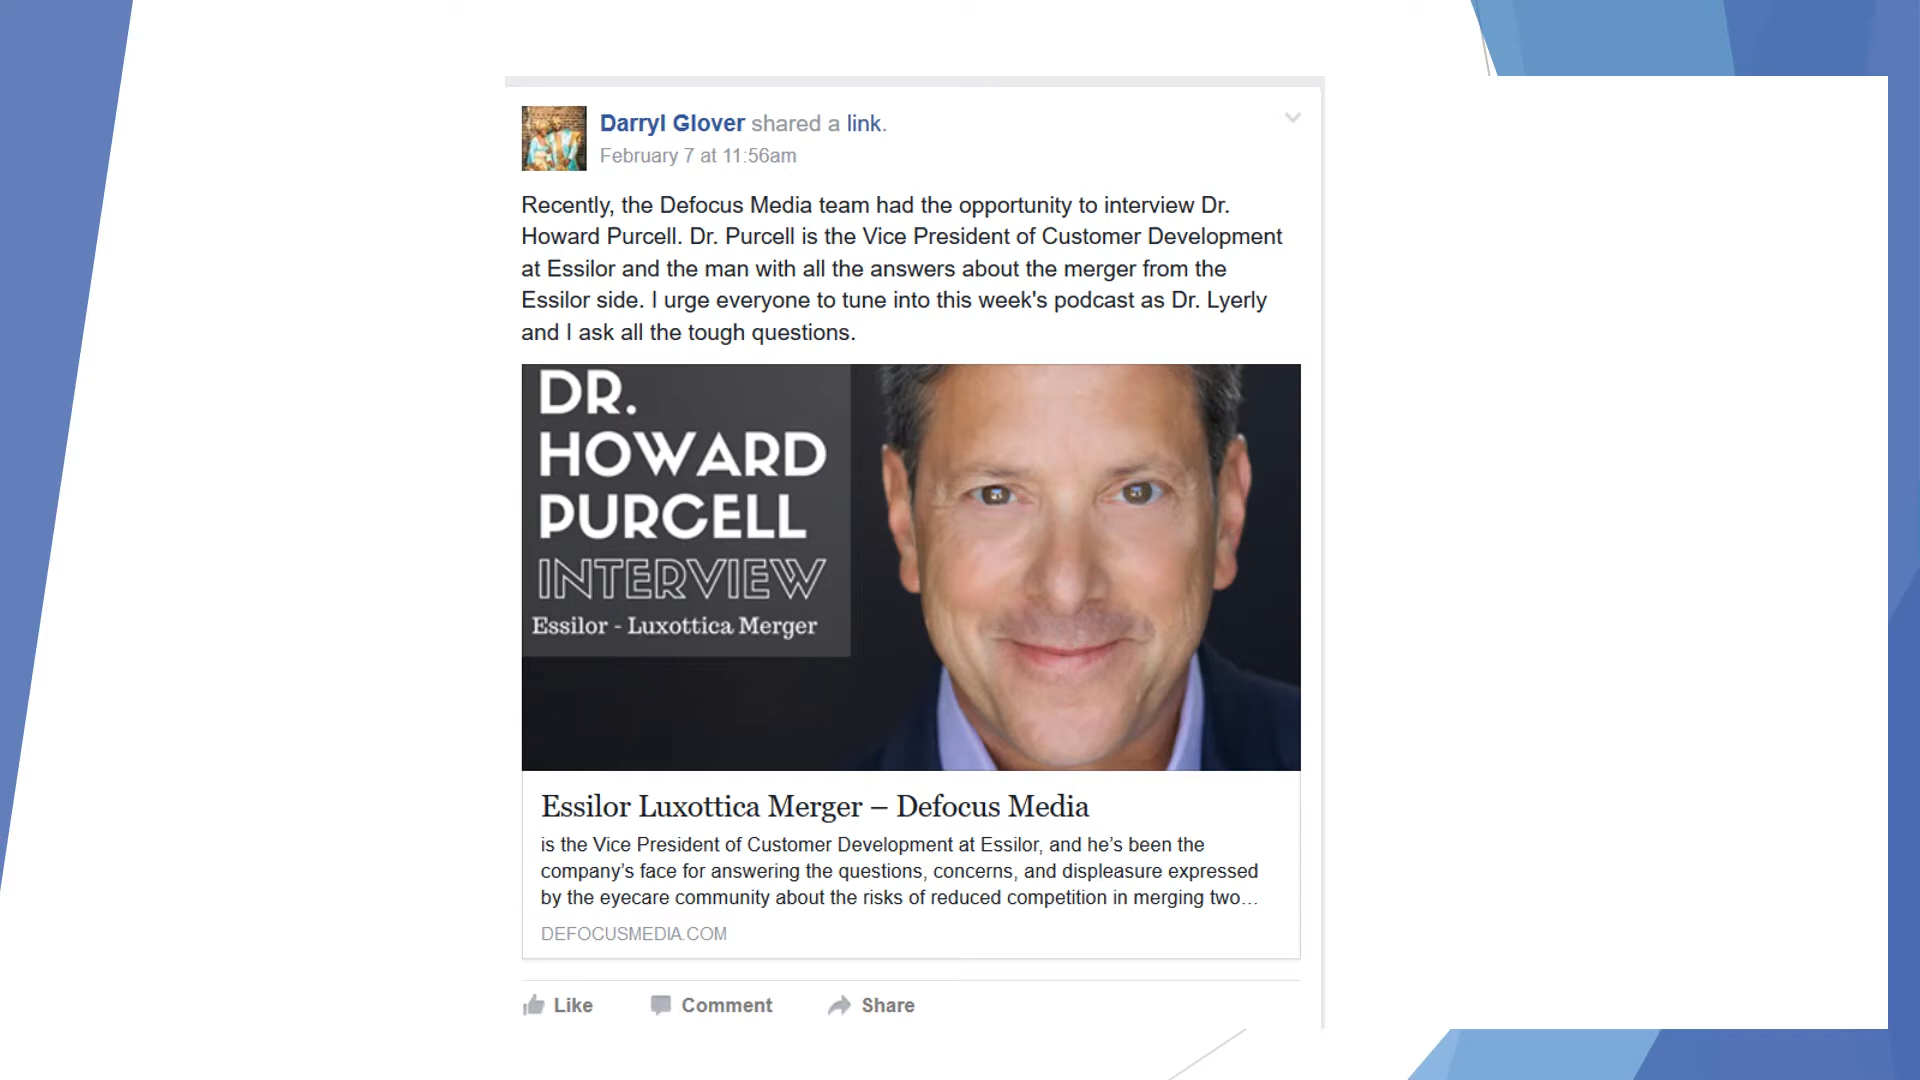 Darryl Glover shared a link.
February 7 at 11:56am
Recently, the Defocus Media team had the opportunity to interview Dr.
Howard Purcell. Dr. Purcell is the Vice President of Customer Development
at Essilor and the man with all the answers about the merger from the
Essilor side. I urge everyone to tune into this week's podcast as Dr. Lyerly
and I ask all the tough questions.
DR.
HOWARD
PURCELL
INTERVIEW
Essilor - Luxottica Merger
Essilor Luxottica Merger – Defocus Media
is the Vice President of Customer Development at Essilor, and he’s been the
company’s face for answering the questions, concerns, and displeasure expressed
by the eyecare community about the risks of reduced competition in merging two...
DEFOCUSMEDIA.COM
Like Comment Share